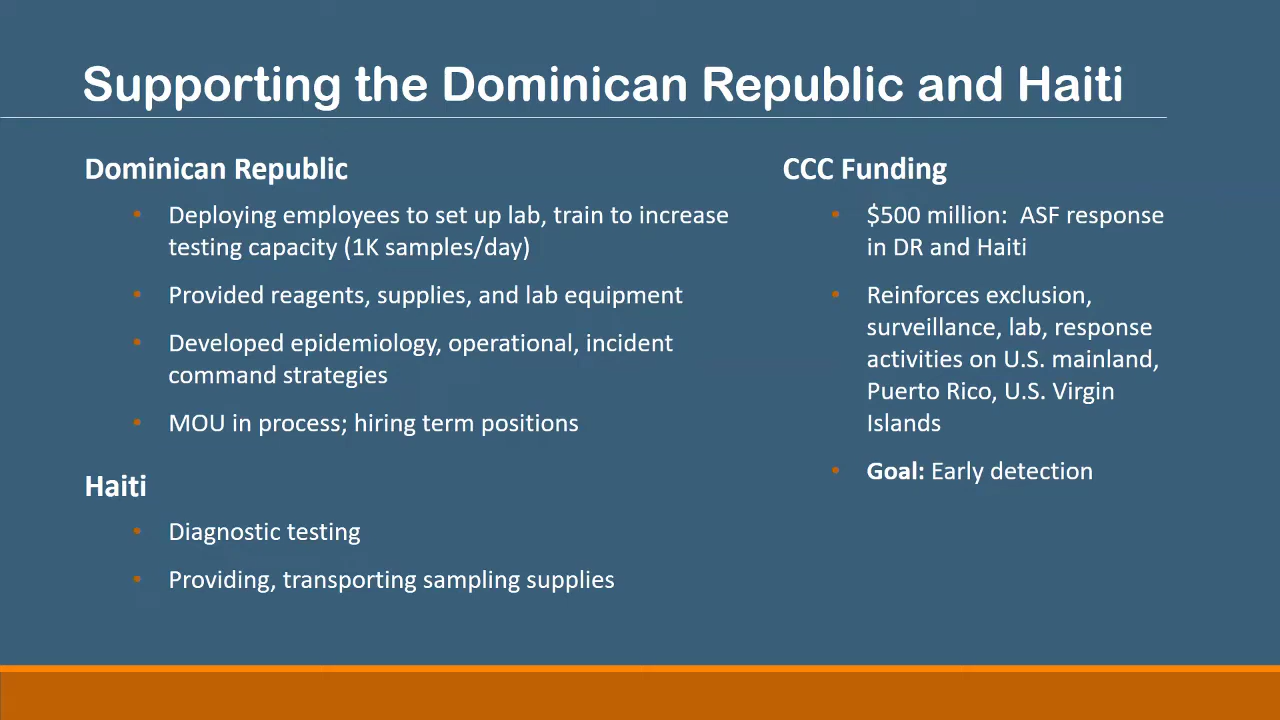 Supporting the Dominican Republic and Haiti
Dominican Republic
• Deploying employees to set up lab, train to increase
testing capacity (1K samples/day)
• Provided reagents, supplies, and lab equipment
• Developed epidemiology, operational, incident
command strategies
• MOU in process; hiring term positions
Haiti
• Diagnostic testing
• Providing, transporting sampling supplies
CCC Funding
• $500 million:  ASF response
in DR and Haiti
• Reinforces exclusion,
surveillance, lab, response
activities on U.S. mainland,
Puerto Rico, U.S. Virgin
Islands
• Goal: Early detection